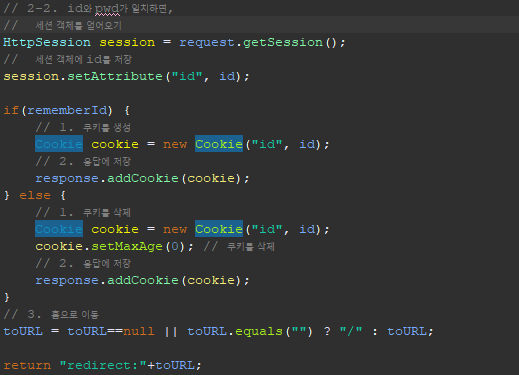 // 2-2. id와 pwd가 일치하면,
//   세션 객체를 얻어오기
HttpSession session = request.getSession();
//   세션 객체에 id를 저장
session.setAttribute("id", id);
if(rememberId) {
// 1. 쿠키를 생성
Cookie cookie = new Cookie("id", id);
// 2. 응답에 저장
response.addCookie(cookie);
} else {
// 1. 쿠키를 삭제
Cookie cookie = new Cookie("id", id);
cookie.setMaxAge(0); // 쿠키를 삭제
// 2. 응답에 저장
response.addCookie(cookie);
}
// 3. 홈으로 이동
toURL = toURL==null || toURL.equals("") ? "/" : toURL;
return "redirect:"+toURL;